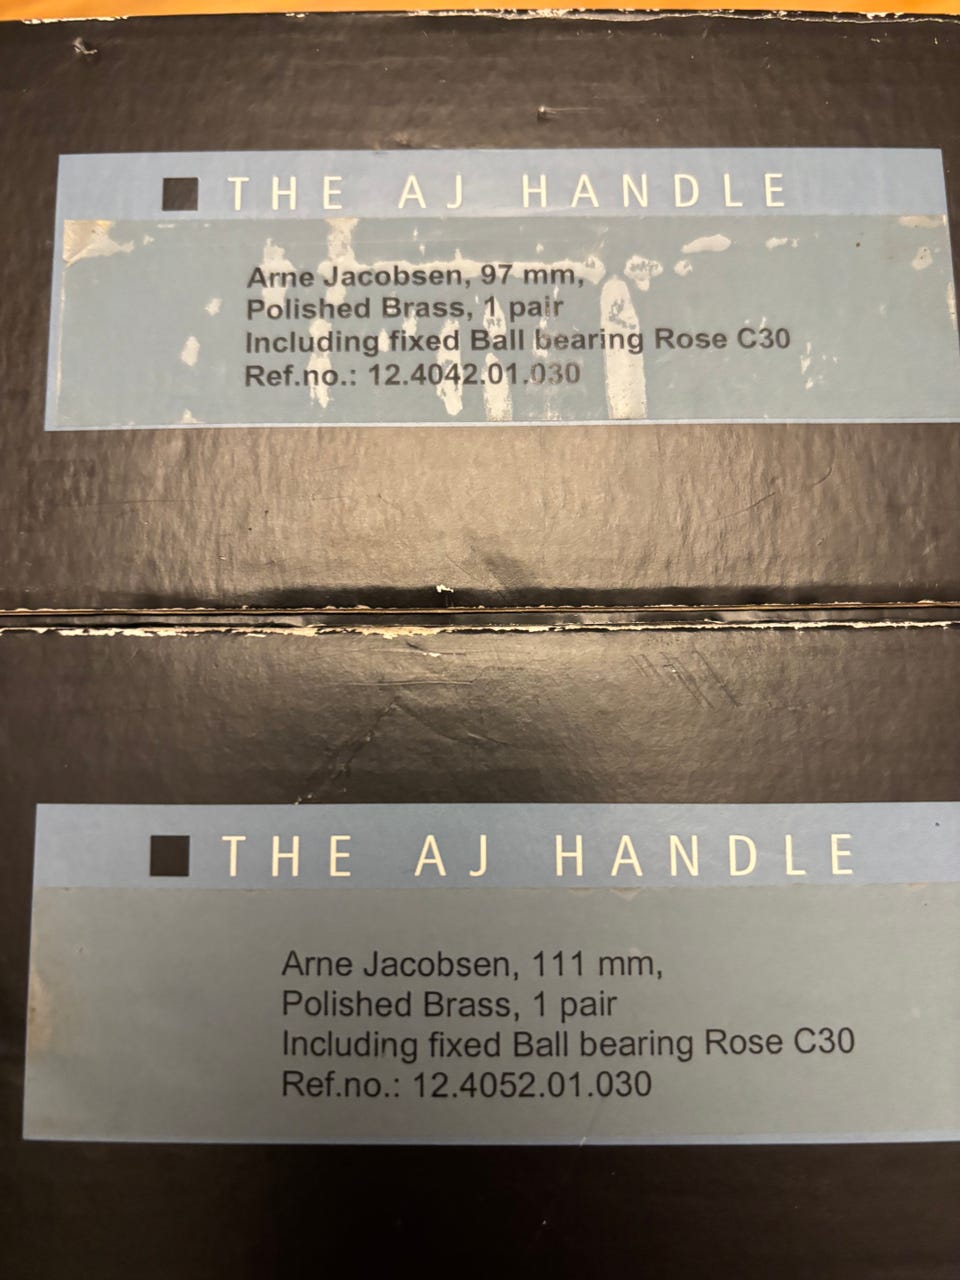 THE AJ HANDLE
Arne Jacobsen, 97 mm,
Polished Brass, 1 pair
Including fixed Ball bearing Rose C30
Ref.no.: 12.4042.01.030
THE AJ HANDLE
Arne Jacobsen, 111 mm,
Polished Brass, 1 pair
Including fixed Ball bearing Rose C30
Ref.no.: 12.4052.01.030